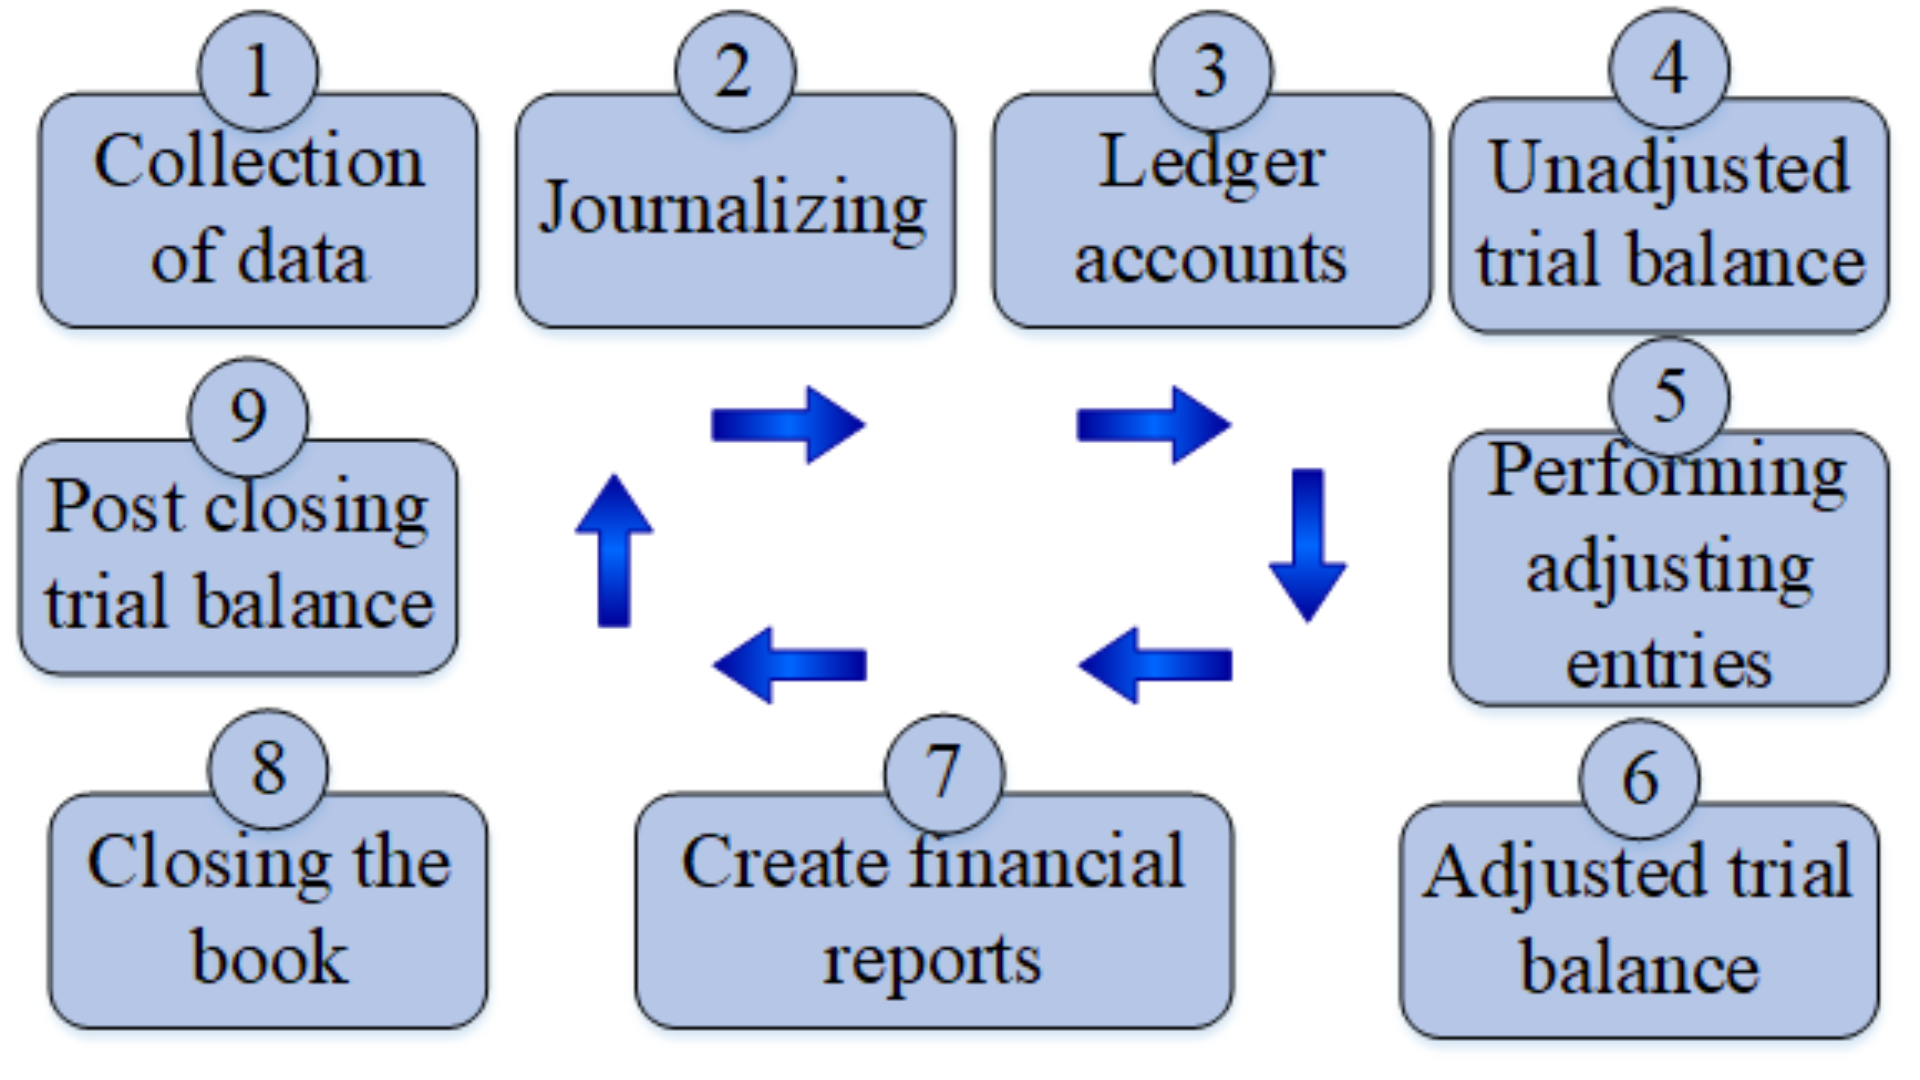 1
Collection
of data
2
Journalizing
3
Ledger
accounts
4
Unadjusted
trial balance
5
Performing
adjusting
entries
6
Adjusted trial
balance
7
Create financial
reports
8
Closing the
book
9
Post closing
trial balance